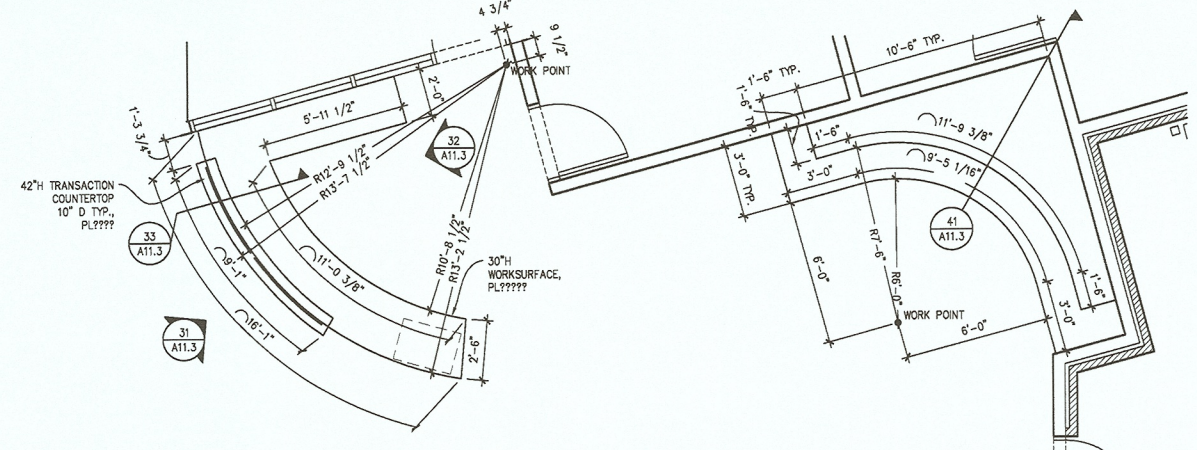 4 3/4"
9 1/2"
WORK POINT
2'-0"
5'-11 1/2"
1'-3 3/4"
32
A11.3
R12'-9 1/2"
R13'-7 1/2"
42"H TRANSACTION
COUNTERTOP
10" D TYP.,
PL????
33
A11.3
9'-1"
11'-0 3/8"
16'-1"
31
A11.3
R10'-8 1/2"
R13'-2 1/2"
30"H
WORKSURFACE,
PL?????
2'-6"
10'-6" TYP.
1'-6" TYP.
1'-6" TYP.
1'-6"
3'-0" TYP.
3'-0"
11'-9 3/8"
9'-5 1/16"
41
A11.3
6'-0"
R7'-6"
R6'-0"
WORK POINT
6'-0"
3'-0"
1'-6"